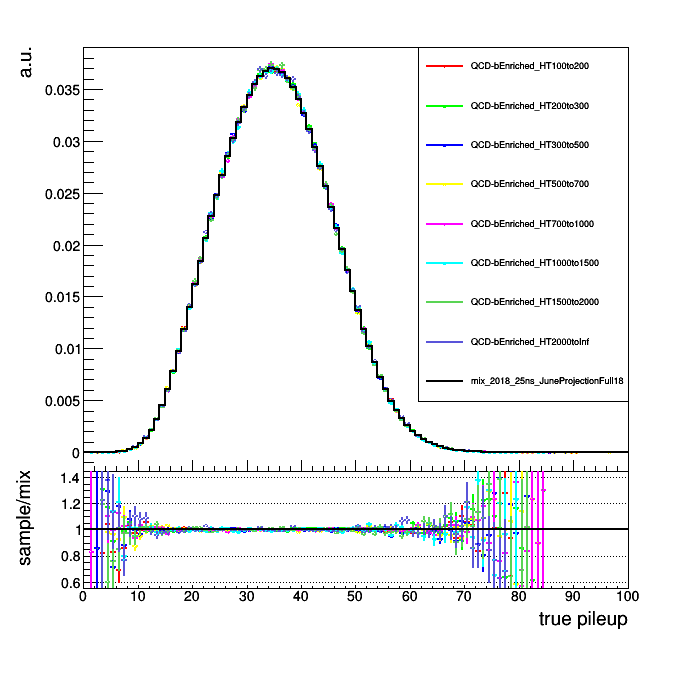 a.u.
0.035
0.03
0.025
0.02
0.015
0.01
0.005
0
QCD-bEnriched_HT100to200
QCD-bEnriched_HT200to300
QCD-bEnriched_HT300to500
QCD-bEnriched_HT500to700
QCD-bEnriched_HT700to1000
QCD-bEnriched_HT1000to1500
QCD-bEnriched_HT1500to2000
QCD-bEnriched_HT2000toInf
mix_2018_25ns_JuneProjectionFull18
sample/mix
1.4
1.2
1
0.8
0.6
0 10 20 30 40 50 60 70 80 90 100
true pileup